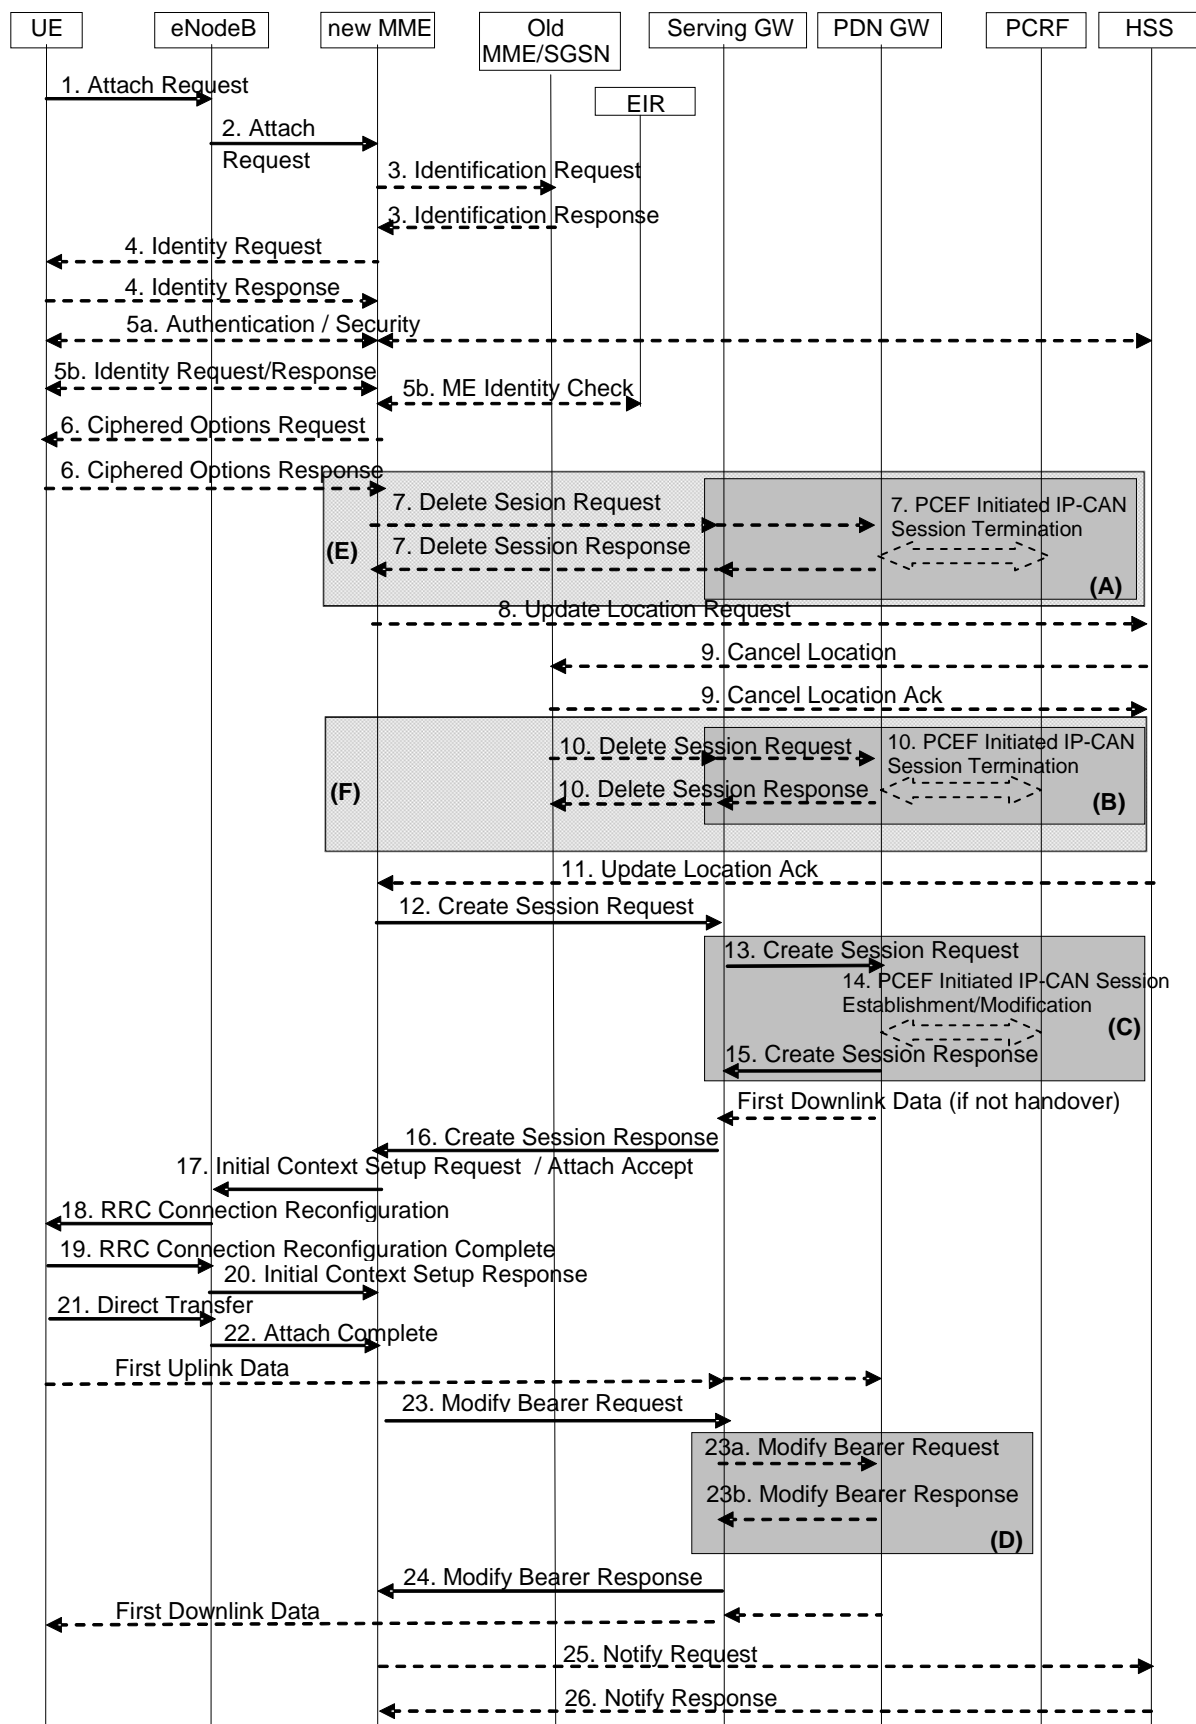 UE
eNodeB
new MME
Old
MME/SGSN
Serving GW
PDN GW
PCRF
HSS
EIR
1. Attach Request
2. Attach
Request
3. Identification Request
3. Identification Response
4. Identity Request
4. Identity Response
5a. Authentication / Security
5b. Identity Request/Response
5b. ME Identity Check
6. Ciphered Options Request
6. Ciphered Options Response
7. Delete Sesion Request
7. PCEF Initiated IP-CAN
Session Termination
(E)
7. Delete Session Response
(A)
8. Update Location Request
9. Cancel Location
9. Cancel Location Ack
10. Delete Session Request
10. PCEF Initiated IP-CAN
Session Termination
(F)
10. Delete Session Response
(B)
11. Update Location Ack
12. Create Session Request
13. Create Session Request
14. PCEF Initiated IP-CAN Session
Establishment/Modification
(C)
15. Create Session Response
First Downlink Data (if not handover)
16. Create Session Response
17. Initial Context Setup Request / Attach Accept
18. RRC Connection Reconfiguration
19. RRC Connection Reconfiguration Complete
20. Initial Context Setup Response
21. Direct Transfer
22. Attach Complete
First Uplink Data
23. Modify Bearer Request
23a. Modify Bearer Request
23b. Modify Bearer Response
(D)
24. Modify Bearer Response
First Downlink Data
25. Notify Request
26. Notify Response